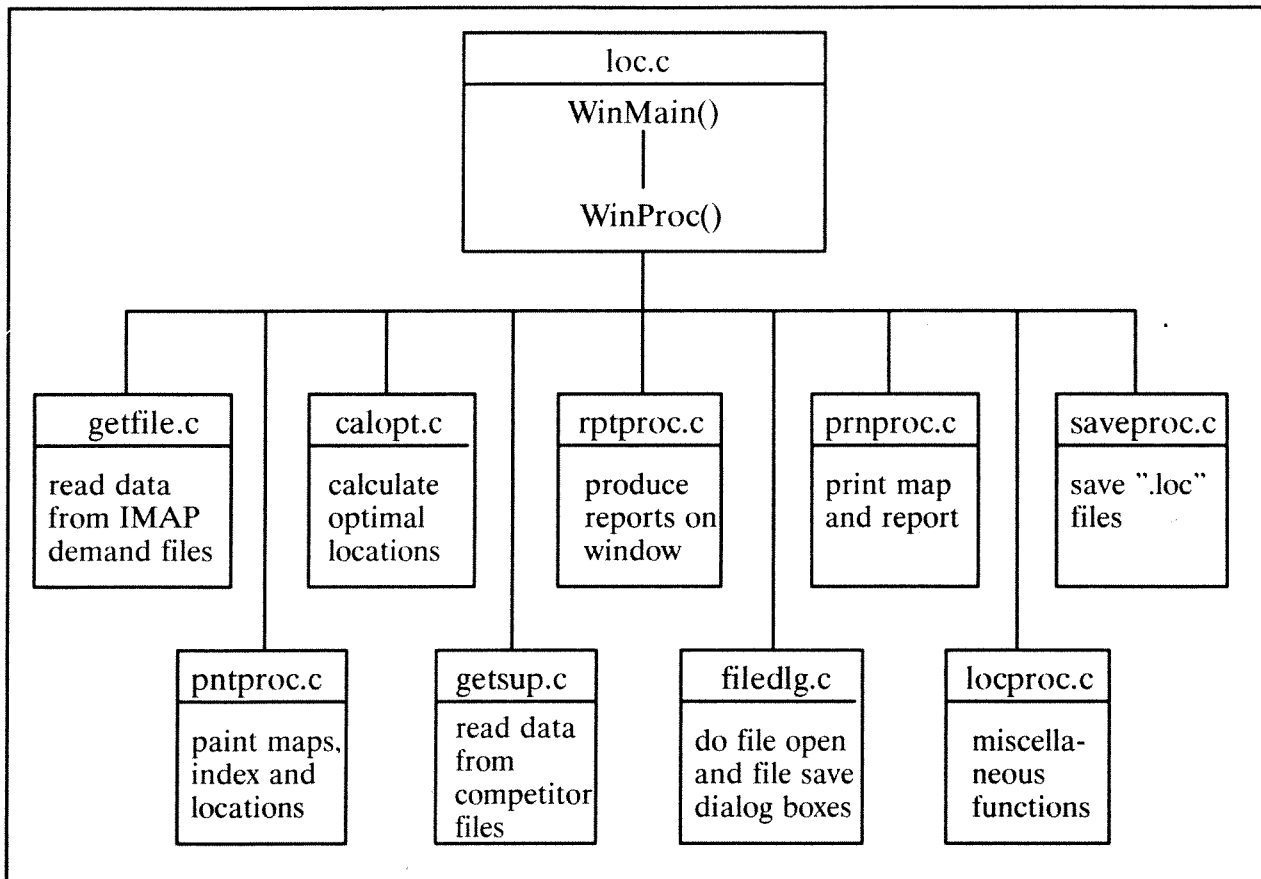 loc.c
WinMain()
WinProc()
getfile.c
read data
from IMAP
demand files
calopt.c
calculate
optimal
locations
rptproc.c
produce
reports on
window
prnproc.c
print map
and report
saveproc.c
save ”.loc”
files
pntproc.c
paint maps,
index and
locations
getsup.c
read data
from
competitor
files
filedlg.c
do file open
and file save
dialog boxes
locproc.c
miscella-
neous
functions